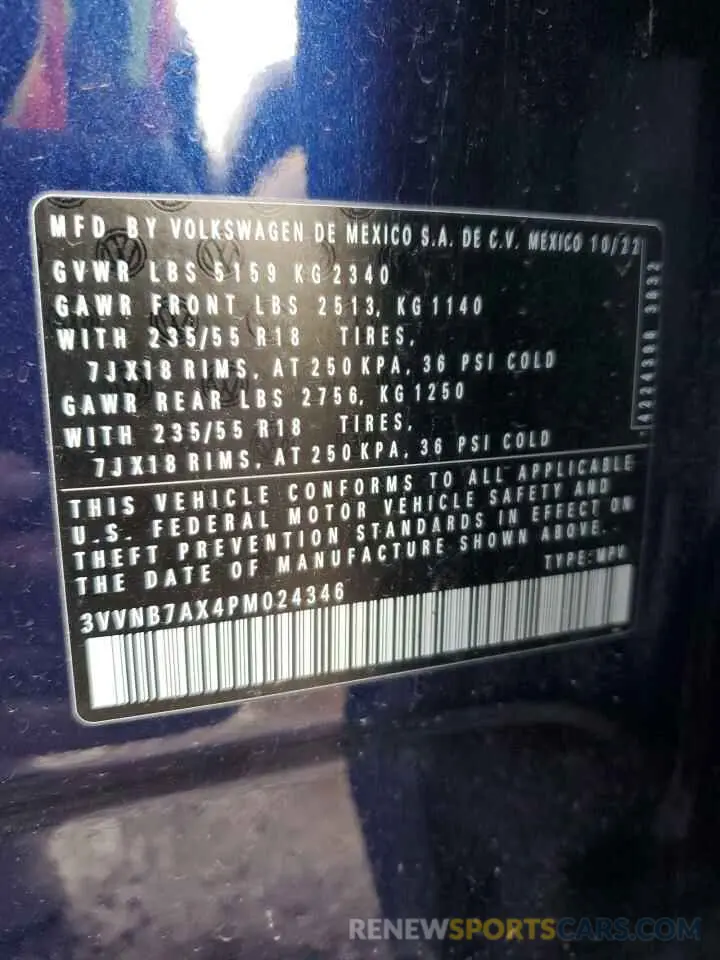 MFD BY VOLKSWAGEN DE MEXICO S.A. DE C.V. MEXICO 10/22
GVWR LBS 5159 KG 2340
GAWR FRONT LBS 2513, KG 1140
WITH 235/55 R18 TIRES,
7JX18 RIMS, AT 250 KPA, 36 PSI COLD
GAWR REAR LBS 2756, KG 1250
WITH 235/55 R18 TIRES,
7JX18 RIMS, AT 250 KPA, 36 PSI COLD
THIS VEHICLE CONFORMS TO ALL APPLICABLE
U.S. FEDERAL MOTOR VEHICLE SAFETY AND
THEFT PREVENTION STANDARDS IN EFFECT ON
THE DATE OF MANUFACTURE SHOWN ABOVE.
TYPE: MPV
3VVNB7AX4PM024346
RENEWSPORTSCARS.COM